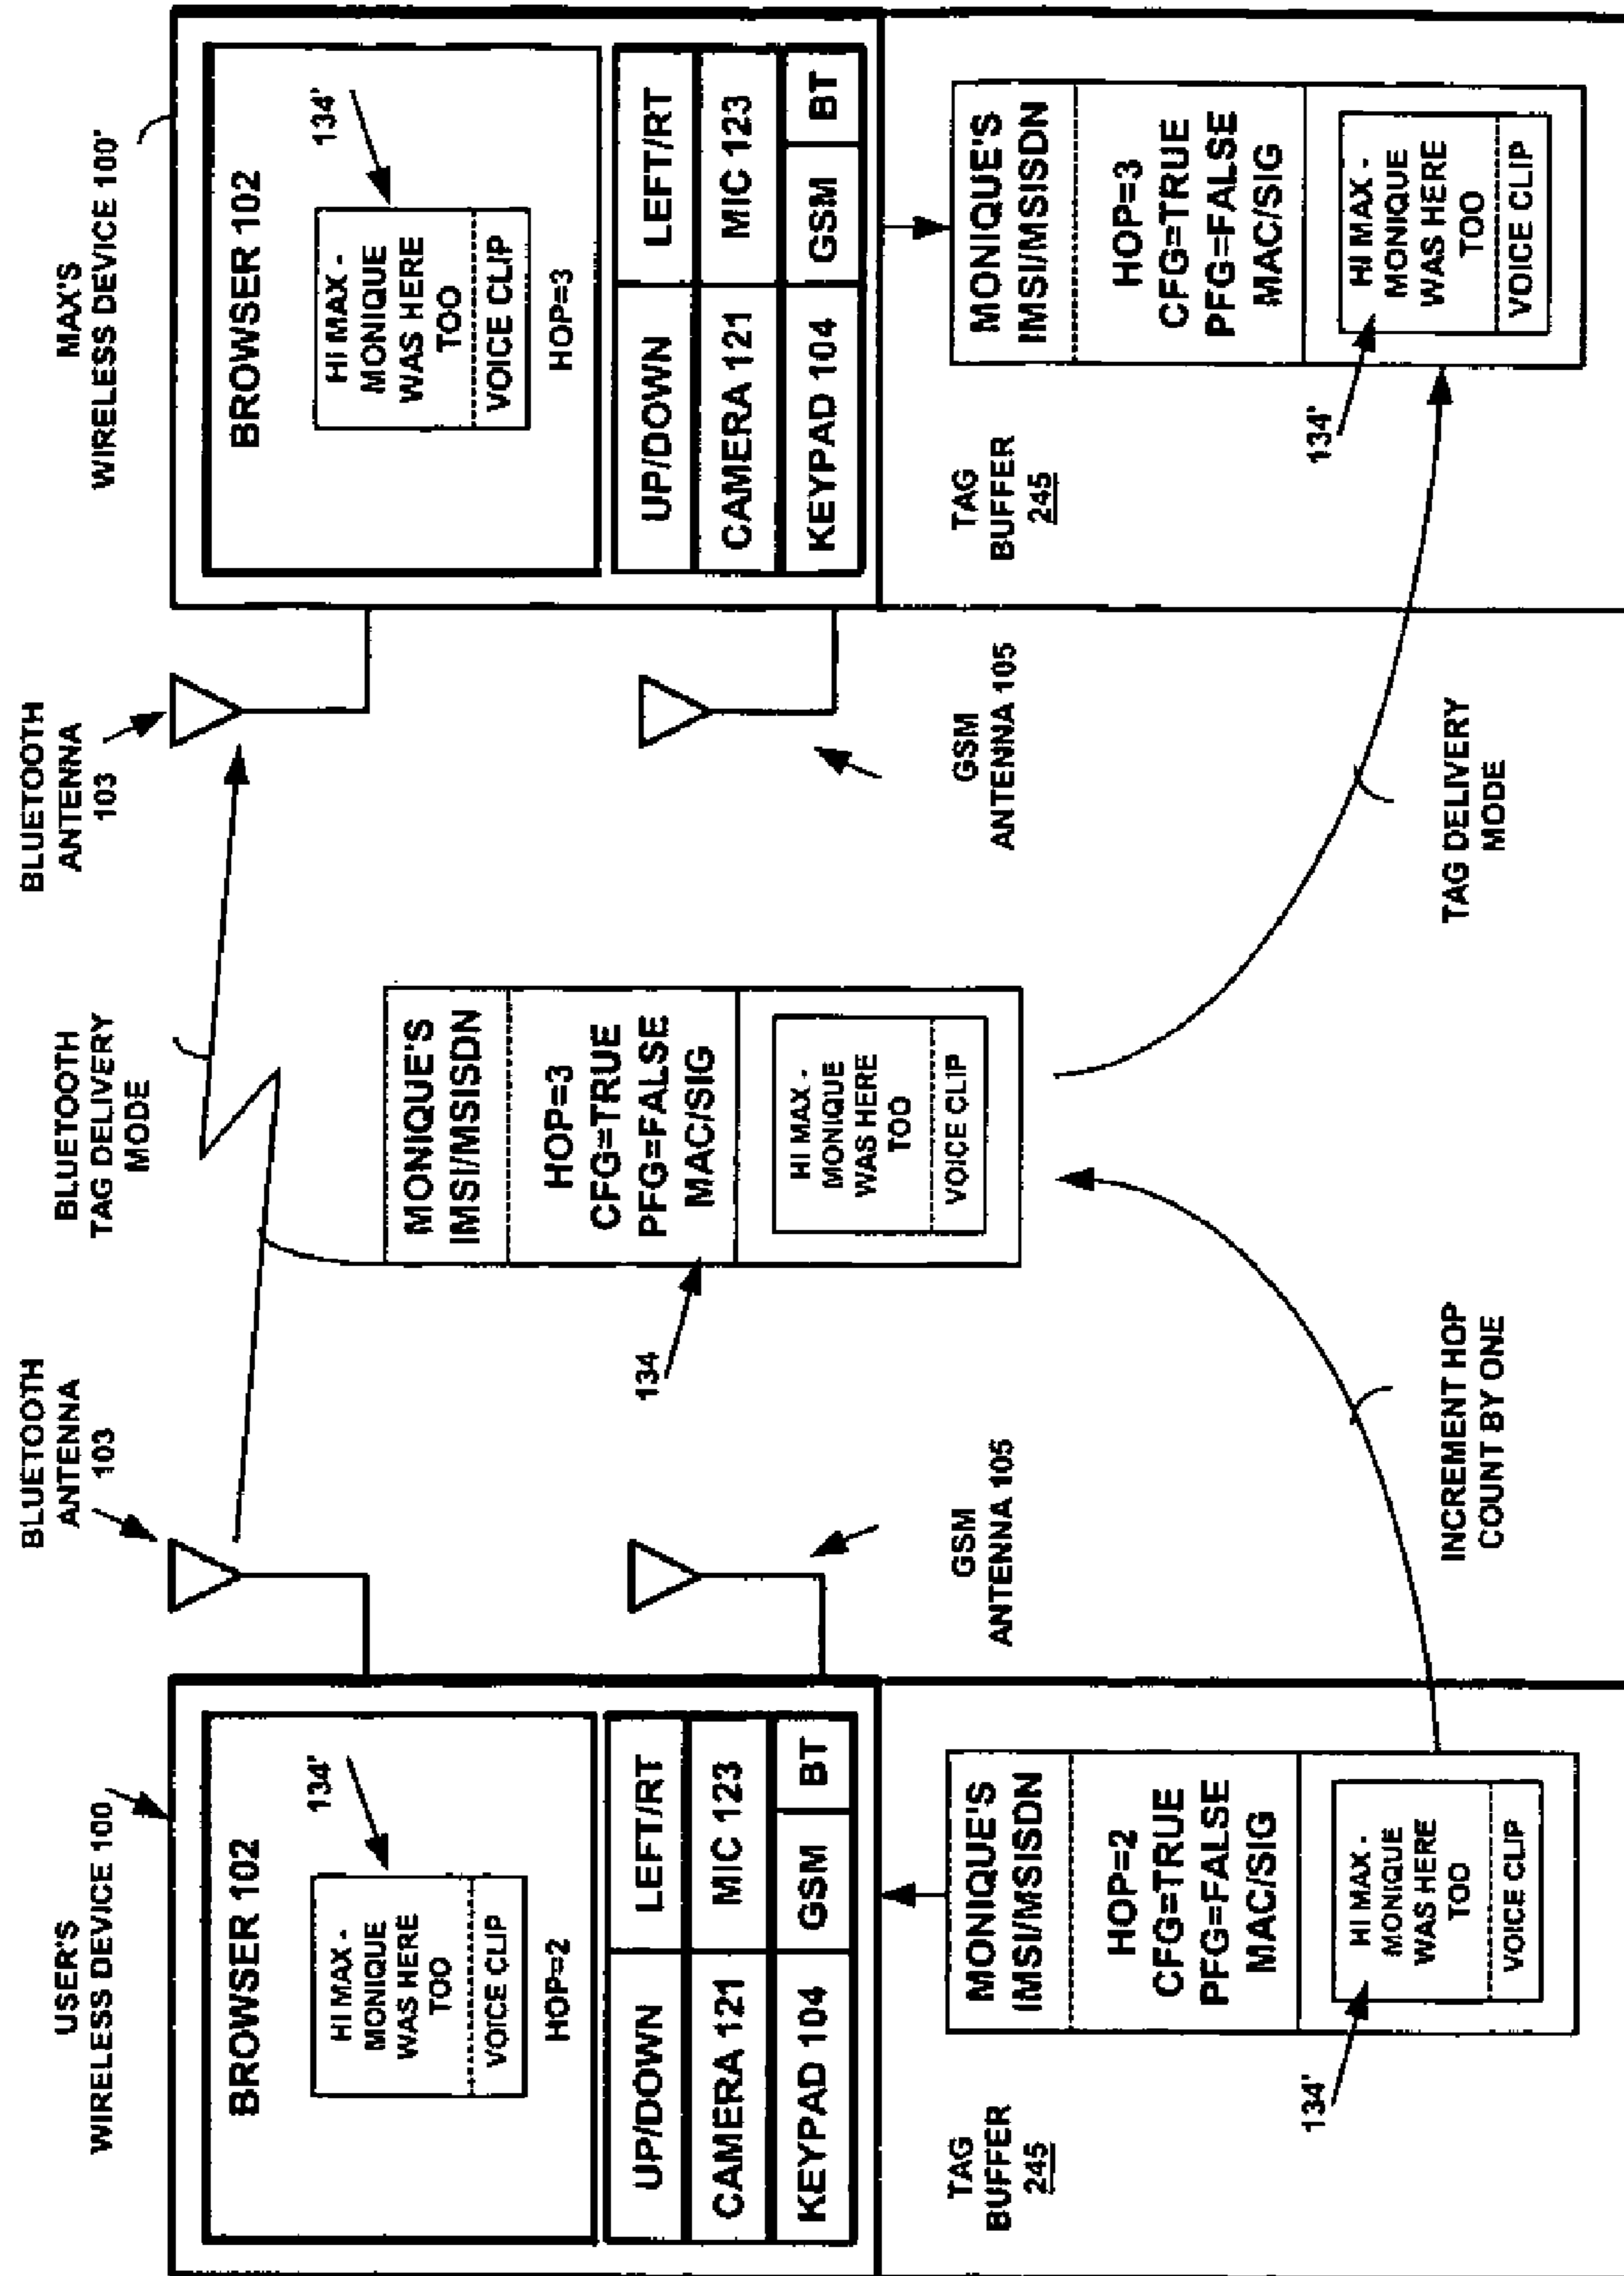 USER'S
WIRELESS DEVICE 100
BROWSER 102
134'
HI MAX -
MONIQUE
WAS HERE
TOO
VOICE CLIP
HOP=2
UP/DOWN
LEFT/RT
CAMERA 121
MIC 123
KEYPAD 104
GSM
BT
TAG
BUFFER
245
MONIQUE'S
IMSI/MSISDN
HOP=2
CFG=TRUE
PFG=FALSE
MAC/SIG
134'
HI MAX -
MONIQUE
WAS HERE
TOO
VOICE CLIP
BLUETOOTH
ANTENNA
103
GSM
ANTENNA 105
INCREMENT HOP
COUNT BY ONE
BLUETOOTH
TAG DELIVERY
MODE
MONIQUE'S
IMSI/MSISDN
HOP=3
CFG=TRUE
PFG=FALSE
MAC/SIG
134
HI MAX -
MONIQUE
WAS HERE
TOO
VOICE CLIP
BLUETOOTH
ANTENNA
103
GSM
ANTENNA 105
TAG DELIVERY
MODE
MAX'S
WIRELESS DEVICE 100'
BROWSER 102
134'
HI MAX -
MONIQUE
WAS HERE
TOO
VOICE CLIP
HOP=3
UP/DOWN
LEFT/RT
CAMERA 121
MIC 123
KEYPAD 104
GSM
BT
TAG
BUFFER
245
MONIQUE'S
IMSI/MSISDN
HOP=3
CFG=TRUE
PFG=FALSE
MAC/SIG
134'
HI MAX -
MONIQUE
WAS HERE
TOO
VOICE CLIP